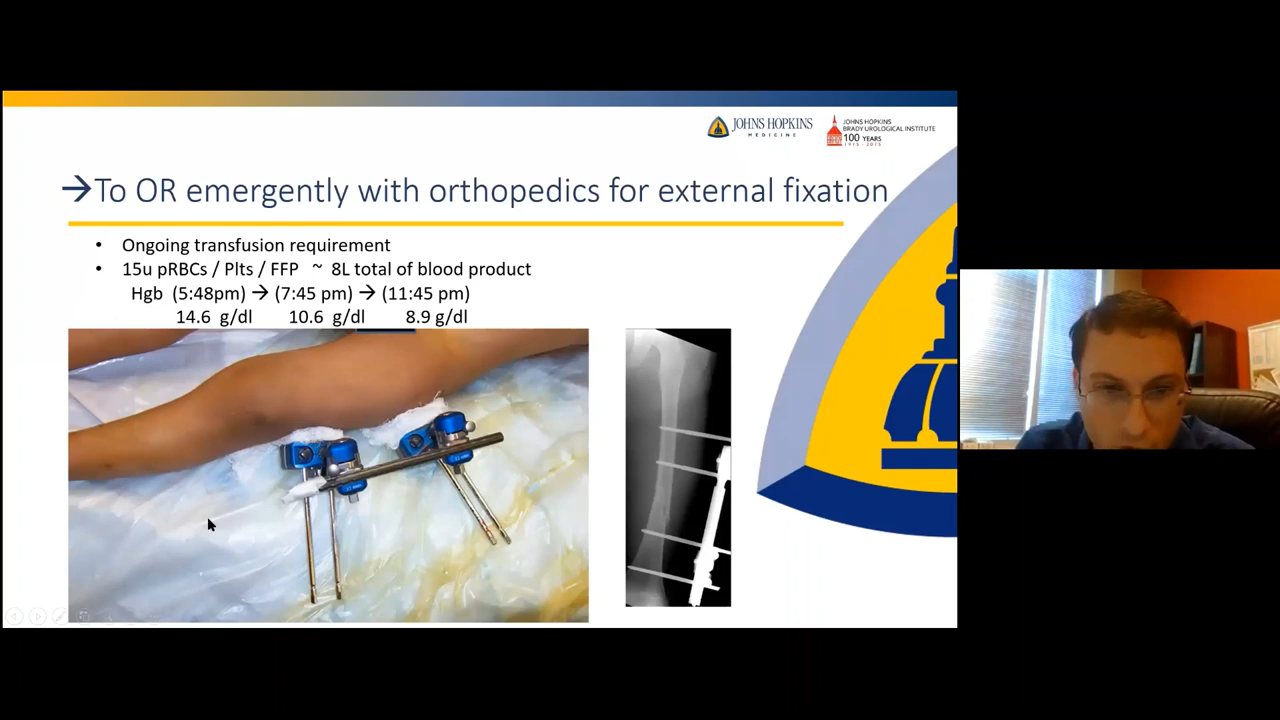 JOHNS HOPKINS
MEDICINE
JOHNS HOPKINS
BRADY UROLOGICAL INSTITUTE
100 YEARS
1915 - 2015
→To OR emergently with orthopedics for external fixation
• Ongoing transfusion requirement
• 15u pRBCs / Plts / FFP ~ 8L total of blood product
Hgb (5:48pm) → (7:45 pm) → (11:45 pm)
14.6 g/dl 10.6 g/dl 8.9 g/dl